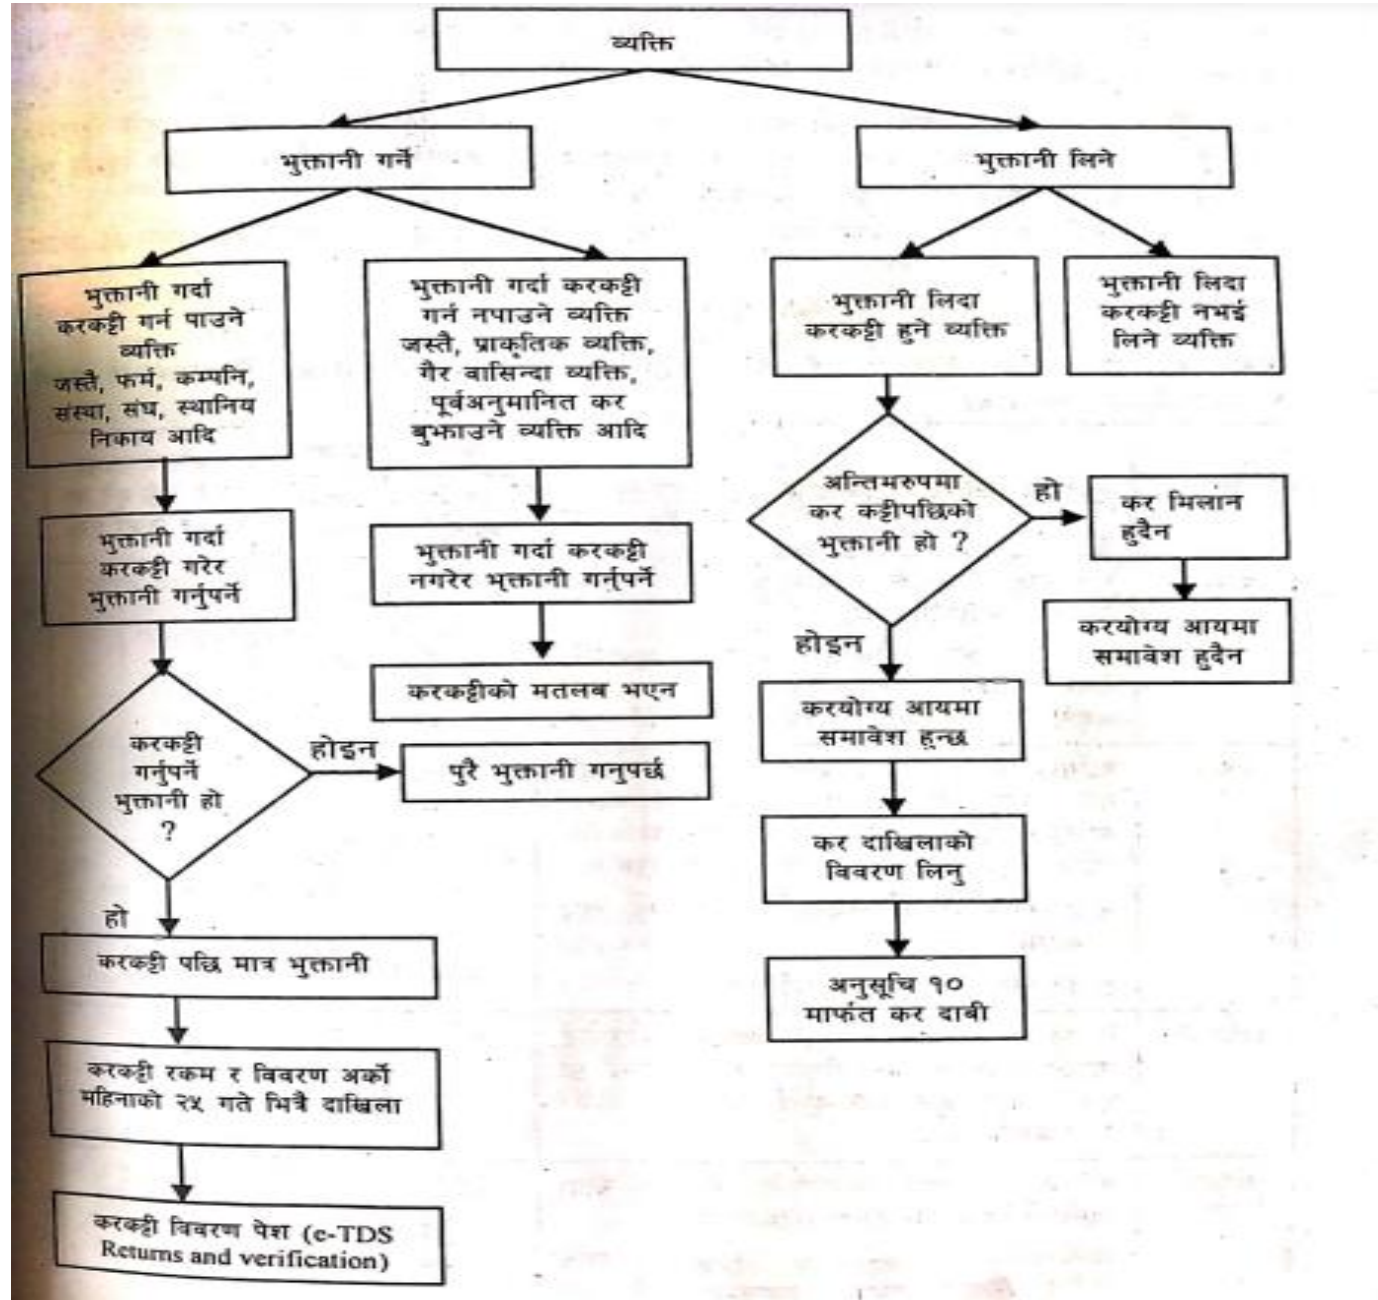 व्यक्ति
भुक्तानी गर्ने
भुक्तानी लिने
भुक्तानी गर्दा
करकट्टी गर्न पाउने
व्यक्ति
जस्तै, फर्म, कम्पनि,
संस्था, संघ, स्थानिय
निकाय आदि
भुक्तानी गर्दा करकट्टी
गर्न नपाउने व्यक्ति
जस्तै, प्राकृतिक व्यक्ति,
गैर वासिन्दा व्यक्ति,
पूर्वअनुमानित कर
बुझाउने व्यक्ति आदि
भुक्तानी लिदा
करकट्टी हुने व्यक्ति
भुक्तानी लिदा
करकट्टी नभई
लिने व्यक्ति
भुक्तानी गर्दा
करकट्टी गरेर
भुक्तानी गर्नुपर्ने
भुक्तानी गर्दा करकट्टी
नगरेर भुक्तानी गर्नुपर्ने
अन्तिमरुपमा
कर कट्टीपछिको
भुक्तानी हो ?
हो
कर मिलान
हुदैन
करयोग्य आयमा
समावेश हुदैन
होइन
करकट्टीको मतलब भएन
करयोग्य आयमा
समावेश हुन्छ
करकट्टी
गर्नुपर्ने
भुक्तानी हो
?
होइन
पुरै भुक्तानी गनुपर्छ
कर दाखिलाको
विवरण लिनु
हो
करकट्टी पछि मात्र भुक्तानी
अनुसूचि १०
मार्फत कर दाबी
करकट्टी रकम र विवरण अर्को
महिनाको २५ गते भित्रै दाखिला
करकट्टी विवरण पेश (e-TDS
Returns and verification)